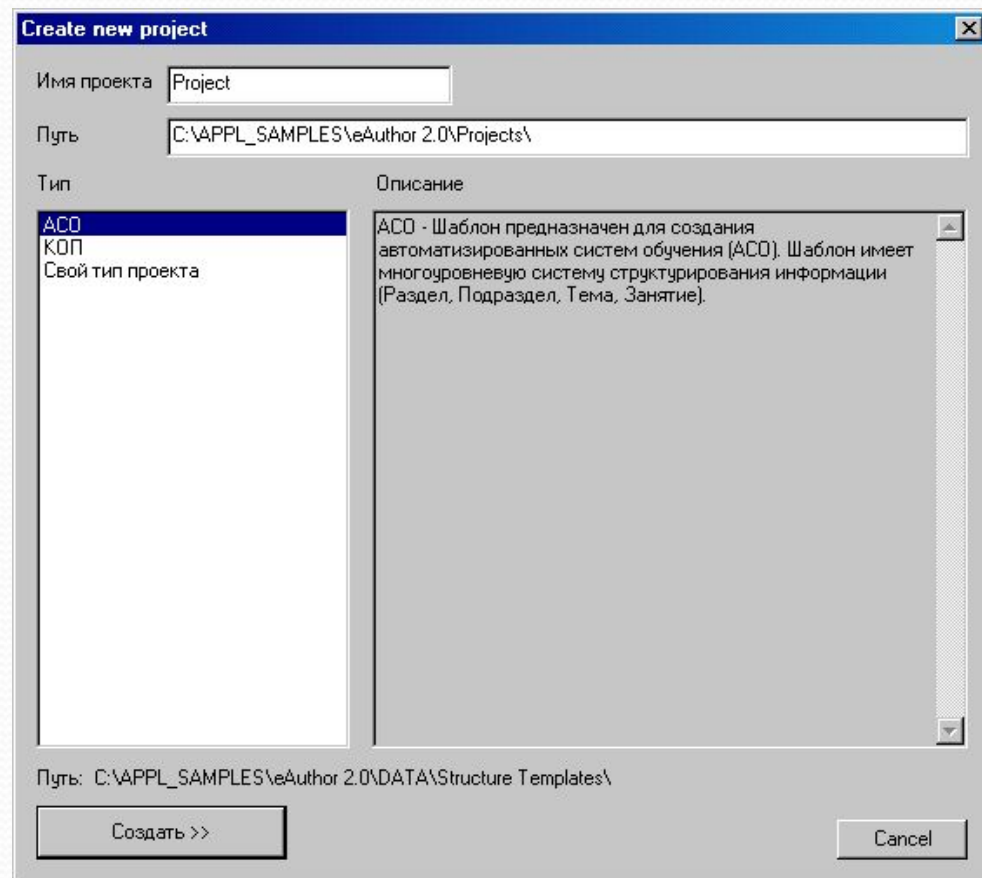 Create new project
Имя проекта Project
Путь C:\APPL_SAMPLES\eAuthor 2.0\Projects\
Тип Описание
АСО
КОП
Свой тип проекта
АСО - Шаблон предназначен для создания
автоматизированных систем обучения (АСО). Шаблон имеет
многоуровневую систему структурирования информации
(Раздел, Подраздел, Тема, Занятие).
Путь: C:\APPL_SAMPLES\eAuthor 2.0\DATA\Structure Templates\
Создать >> Cancel